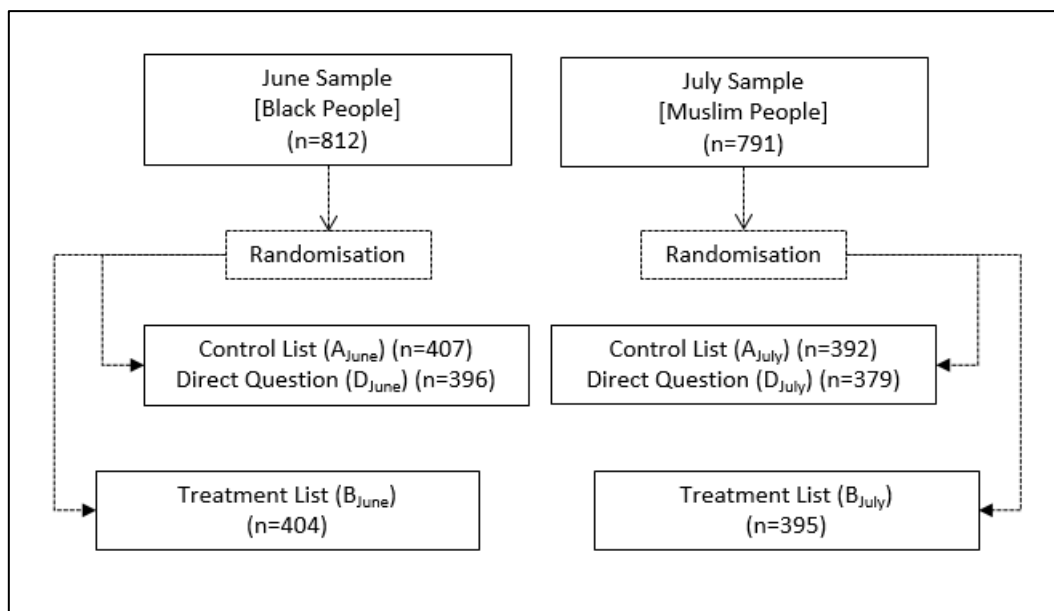 June Sample
[Black People]
(n=812)
July Sample
[Muslim People]
(n=791)
Randomisation
Randomisation
Control List (AJune) (n=407)
Direct Question (DJune) (n=396)
Control List (AJuly) (n=392)
Direct Question (DJuly) (n=379)
Treatment List (BJune)
(n=404)
Treatment List (BJuly)
(n=395)